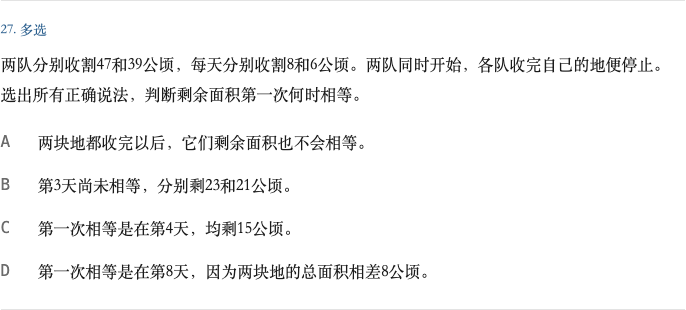 27. 多选
两队分别收割47和39公顷，每天分别收割8和6公顷。两队同时开始，各队收完自己的地便停止。
选出所有正确说法，判断剩余面积第一次何时相等。
A 两块地都收完以后，它们剩余面积也不会相等。
B 第3天尚未相等，分别剩23和21公顷。
C 第一次相等是在第4天，均剩15公顷。
D 第一次相等是在第8天，因为两块地的总面积相差8公顷。